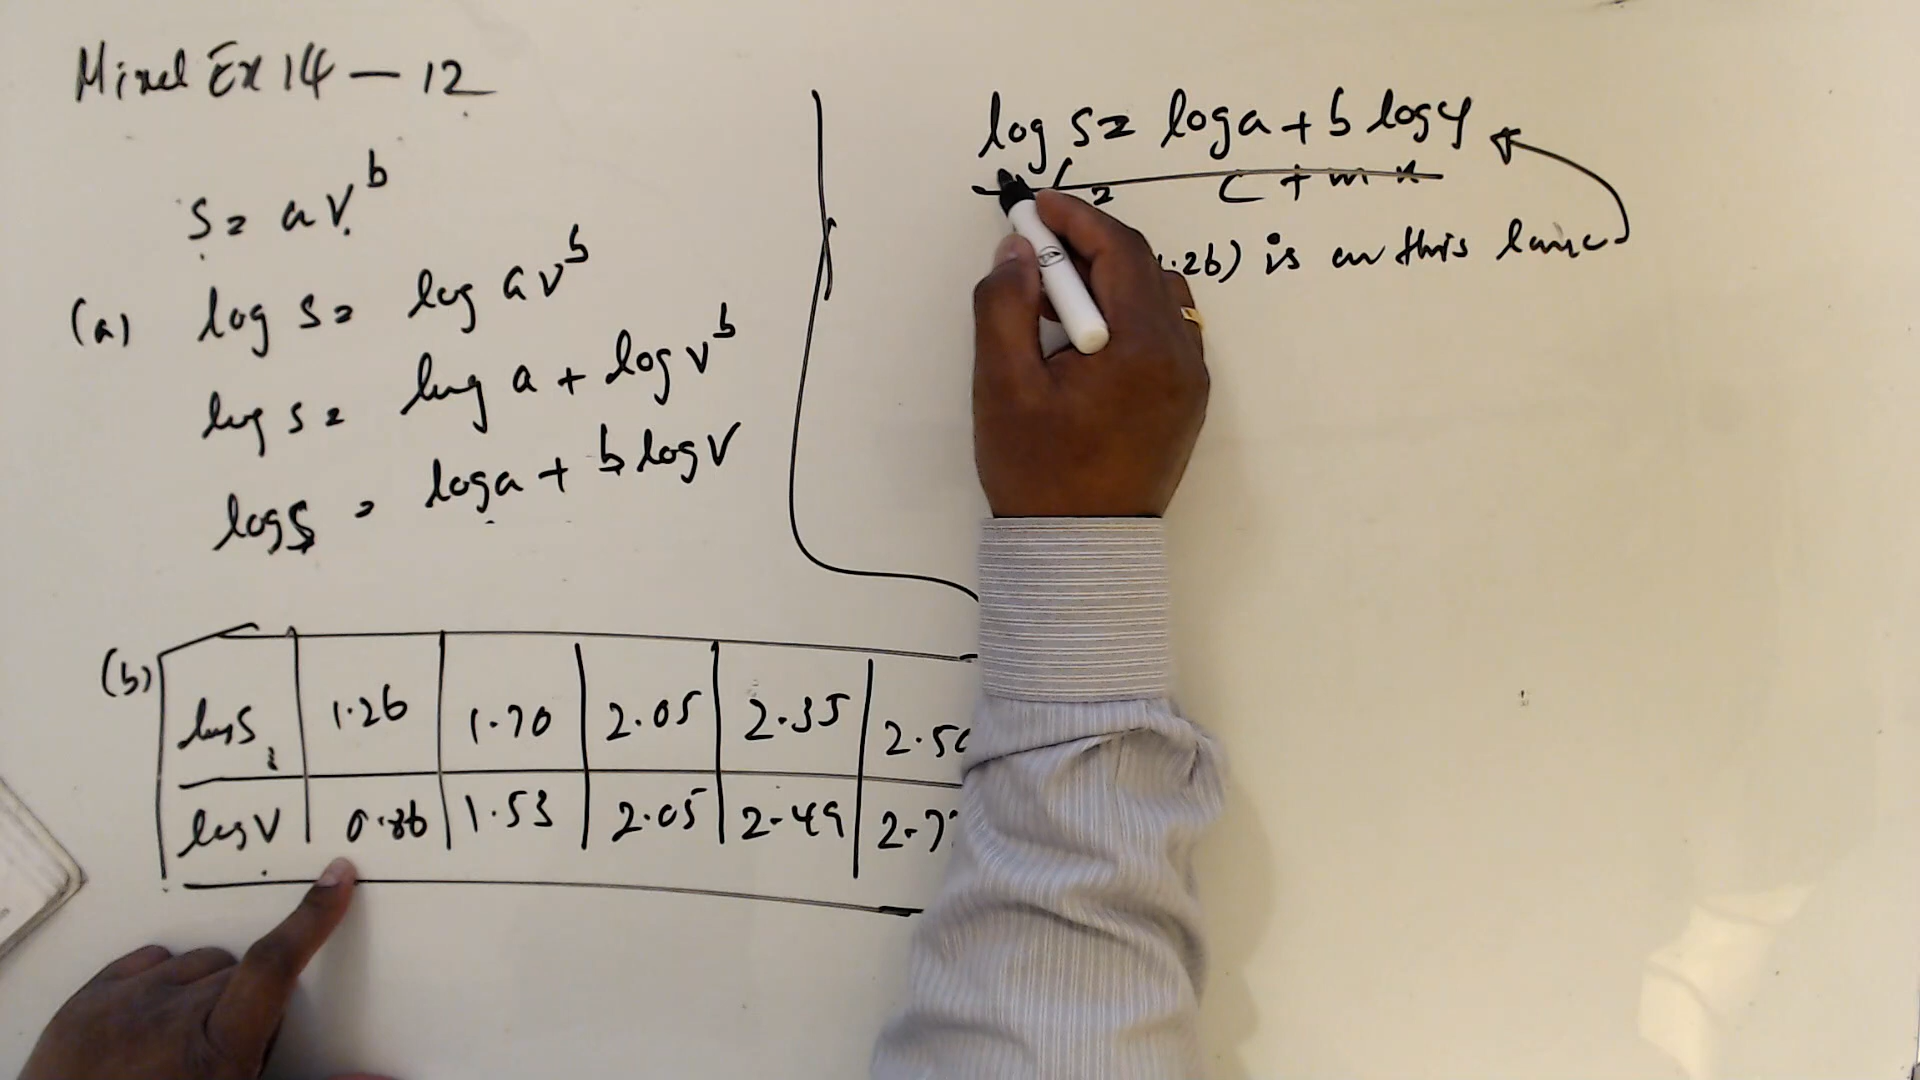 Mixed Ex 14 - 12
S = aV^b
(a) log S = log aV^b
log S = log a + log V^b
log S = log a + b log V
(b)
log S 1.26 1.70 2.05 2.35
log V 0.86 1.53 2.05 2.49
log S = log a + b log V
= C + m x
.26) is on this line